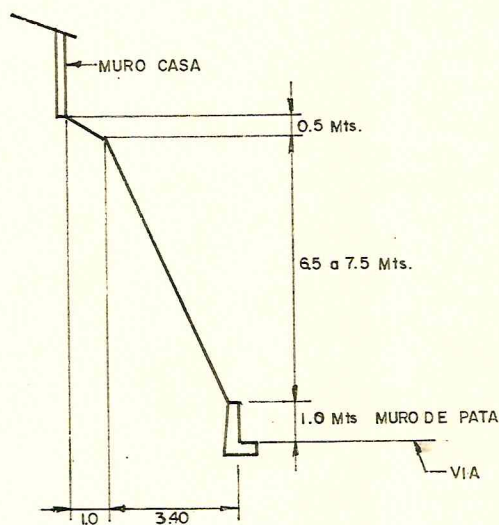 MURO CASA
0.5 Mts.
6.5 a 7.5 Mts.
1.0 Mts MURO DE PATA
VIA
1.0
3.40